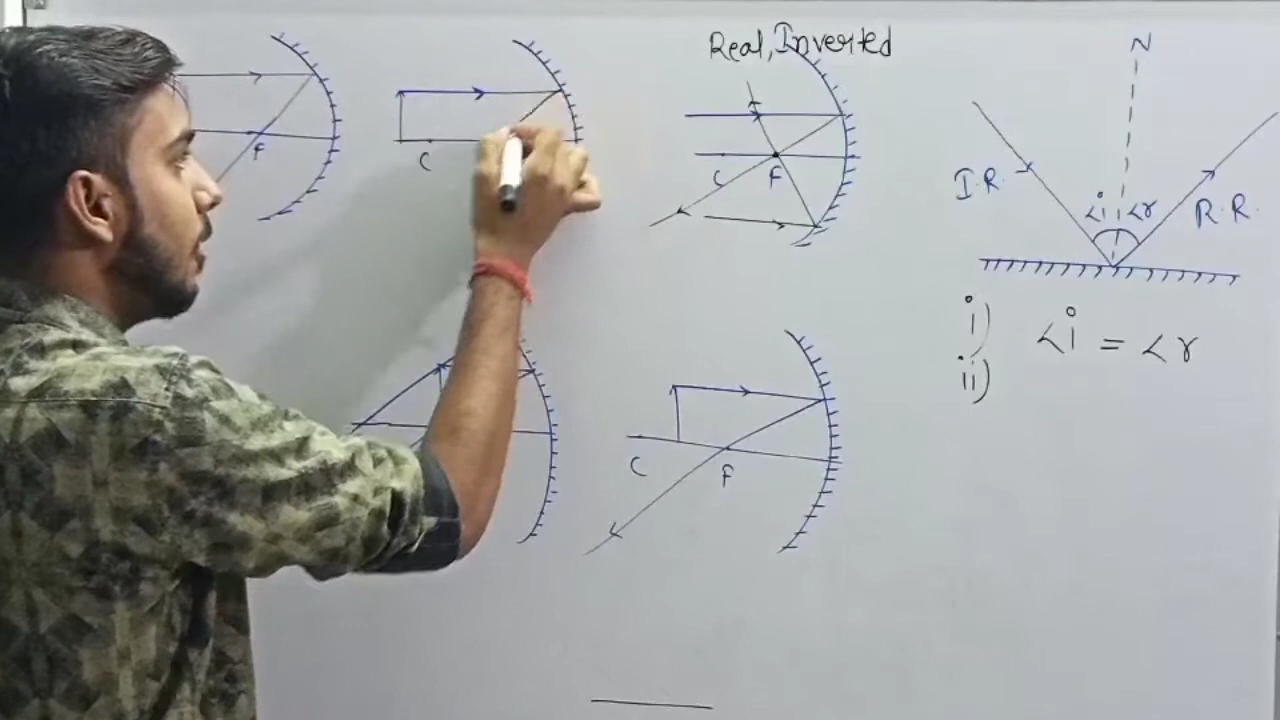 Real, Inverted
N
F
C
C F
I.R.
<i <r
R.R.
i) <i = <r
ii)
C F